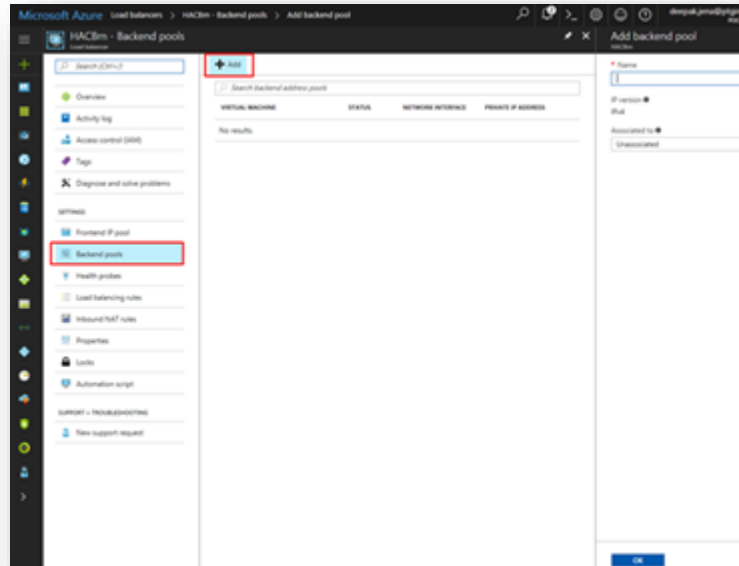 Microsoft Azure Load balancers > HACBrn - Backend pools > Add backend pool
HACBrn - Backend pools
Load balancer
Search (Ctrl+/)
Overview
Activity log
Access control (IAM)
Tags
Diagnose and solve problems
SETTINGS
Frontend IP pool
Backend pools
Health probes
Load balancing rules
Inbound NAT rules
Properties
Locks
Automation script
SUPPORT + TROUBLESHOOTING
New support request
Add
Search backend address pools
VIRTUAL MACHINE STATUS NETWORK INTERFACE PRIVATE IP ADDRESS
No results.
Add backend pool
HACBrn
* Name
IP version
IPv4
Associated to
Unassociated
OK